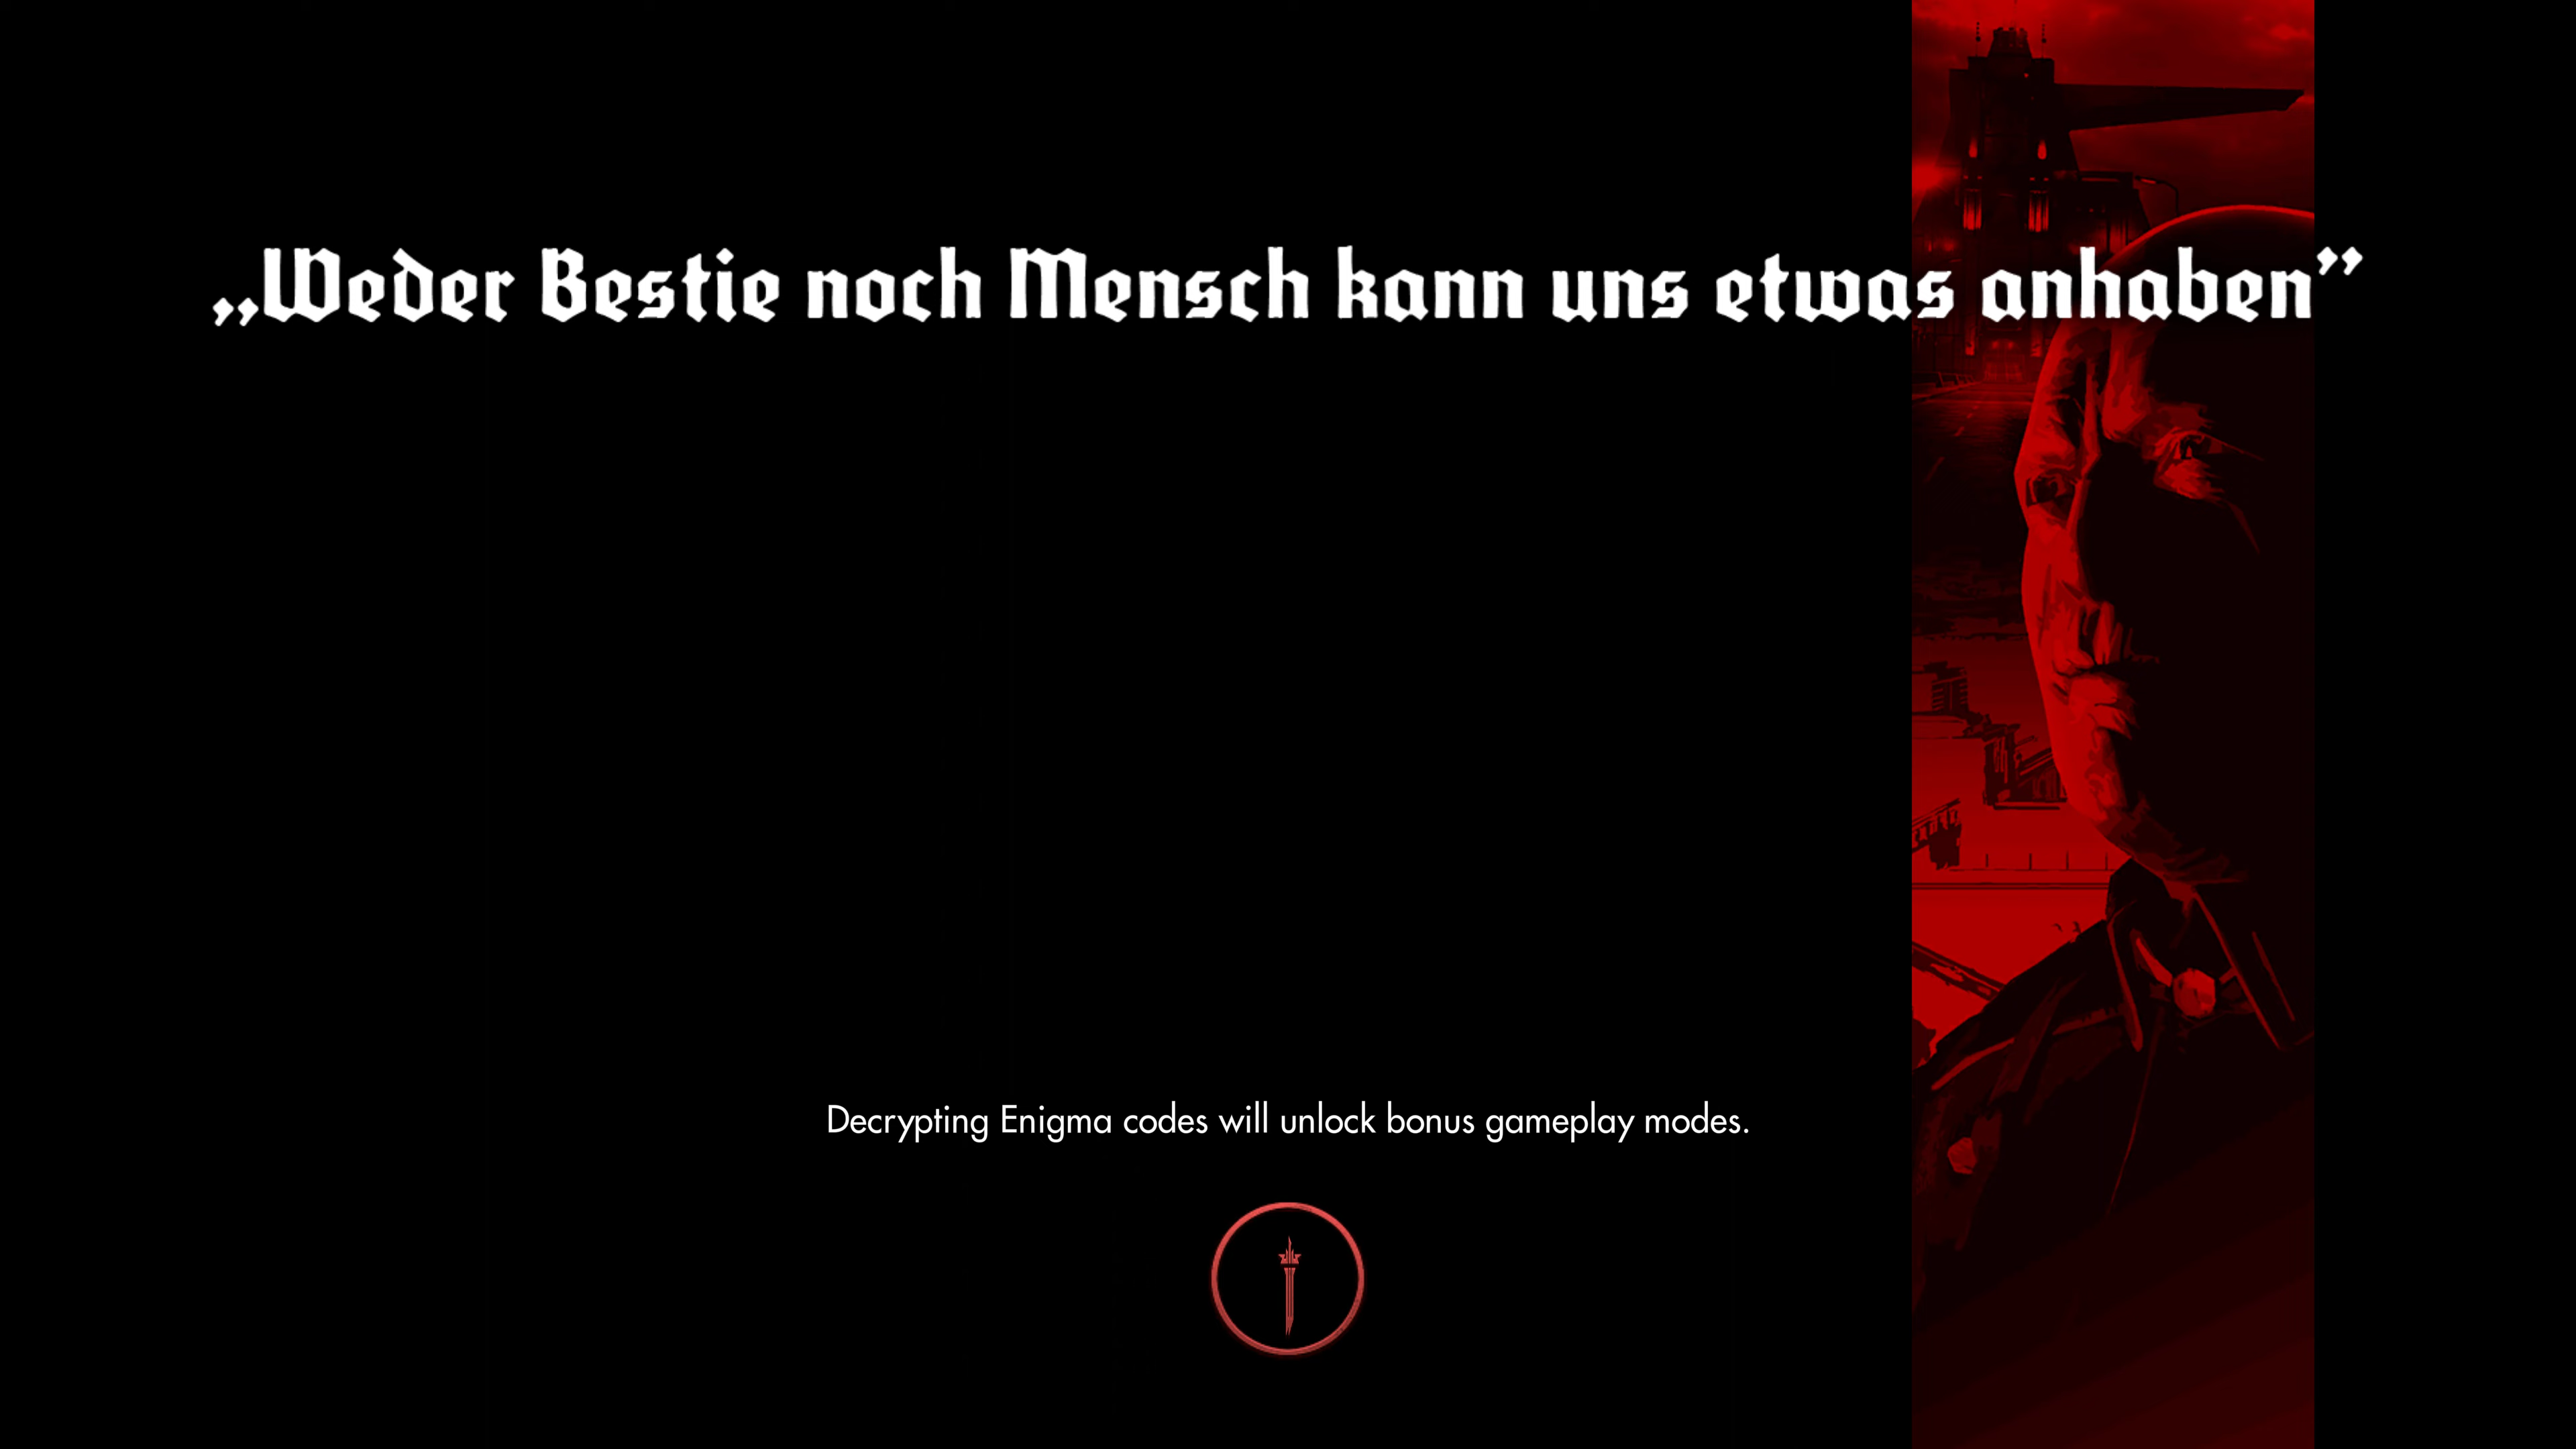 „Weder Bestie noch Mensch kann uns etwas anhaben”
Decrypting Enigma codes will unlock bonus gameplay modes.